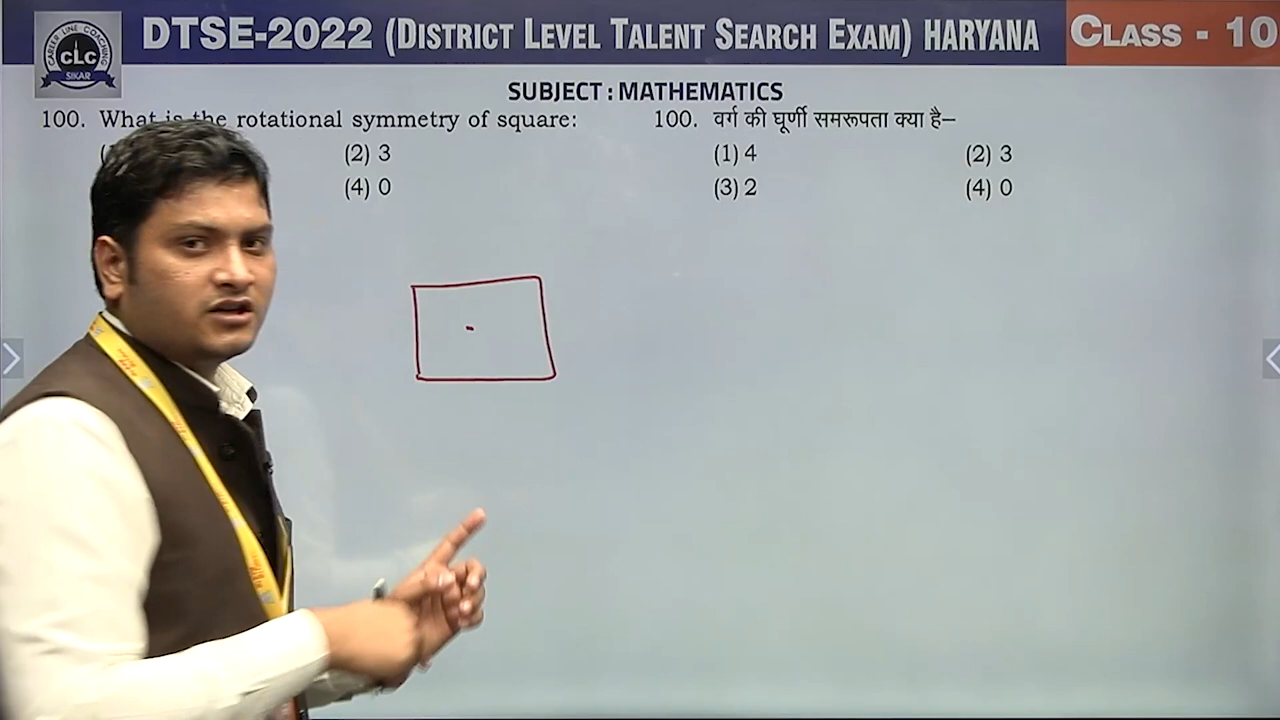 DTSE-2022 (DISTRICT LEVEL TALENT SEARCH EXAM) HARYANA
CLASS - 10
CAREER LINE COACHING
CLC
SIKAR
SUBJECT : MATHEMATICS
100. What is the rotational symmetry of square:
(2) 3
(4) 0
100. वर्ग की घूर्णी समरूपता क्या है–
(1) 4 (2) 3
(3) 2 (4) 0